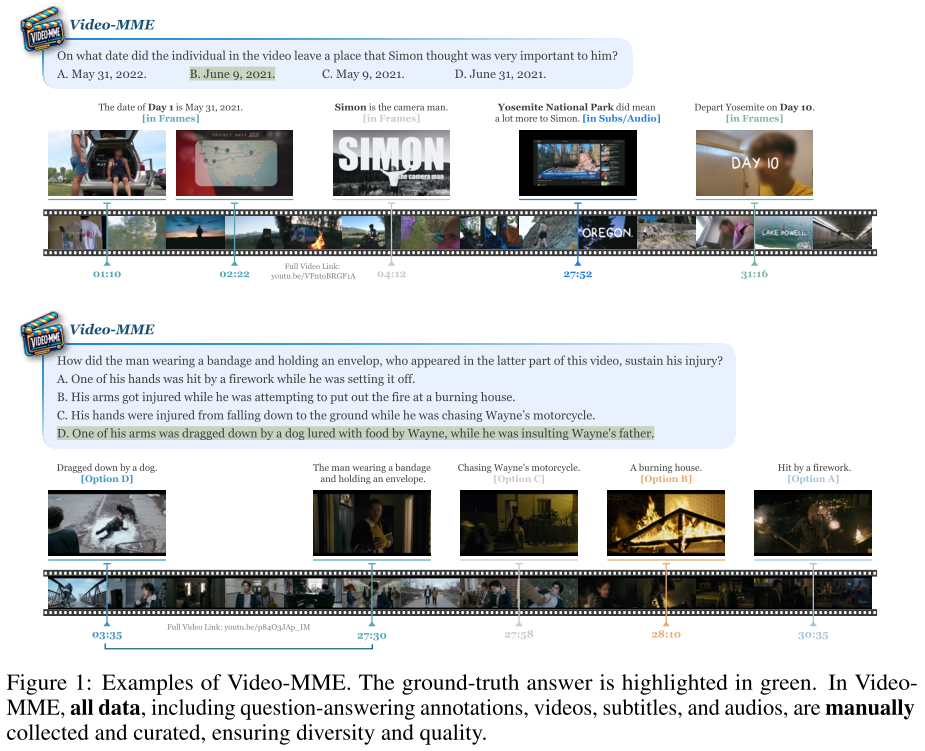 Video-MME
On what date did the individual in the video leave a place that Simon thought was very important to him?
A. May 31, 2022. B. June 9, 2021. C. May 9, 2021. D. June 31, 2021.
The date of Day 1 is May 31, 2021.
[in Frames]
Simon is the camera man.
[in Frames]
Yosemite National Park did mean
a lot more to Simon. [in Subs/Audio]
Depart Yosemite on Day 10.
[in Frames]
SIMON
the camera man
DAY 10
OREGON.
LAKE POWELL
01:10
02:22
Full Video Link:
youtu.be/VFnt0BRGF1A
04:12
27:52
31:16
Video-MME
How did the man wearing a bandage and holding an envelop, who appeared in the latter part of this video, sustain his injury?
A. One of his hands was hit by a firework while he was setting it off.
B. His arms got injured while he was attempting to put out the fire at a burning house.
C. His hands were injured from falling down to the ground while he was chasing Wayne's motorcycle.
D. One of his arms was dragged down by a dog lured with food by Wayne, while he was insulting Wayne's father.
Dragged down by a dog.
[Option D]
The man wearing a bandage
and holding an envelope.
Chasing Wayne's motorcycle.
[Option C]
A burning house.
[Option B]
Hit by a firework.
[Option A]
03:35
Full Video Link: youtu.be/p84O3JAp_IM
27:30
27:58
28:10
30:35
Figure 1: Examples of Video-MME. The ground-truth answer is highlighted in green. In Video-
MME, all data, including question-answering annotations, videos, subtitles, and audios, are manually
collected and curated, ensuring diversity and quality.